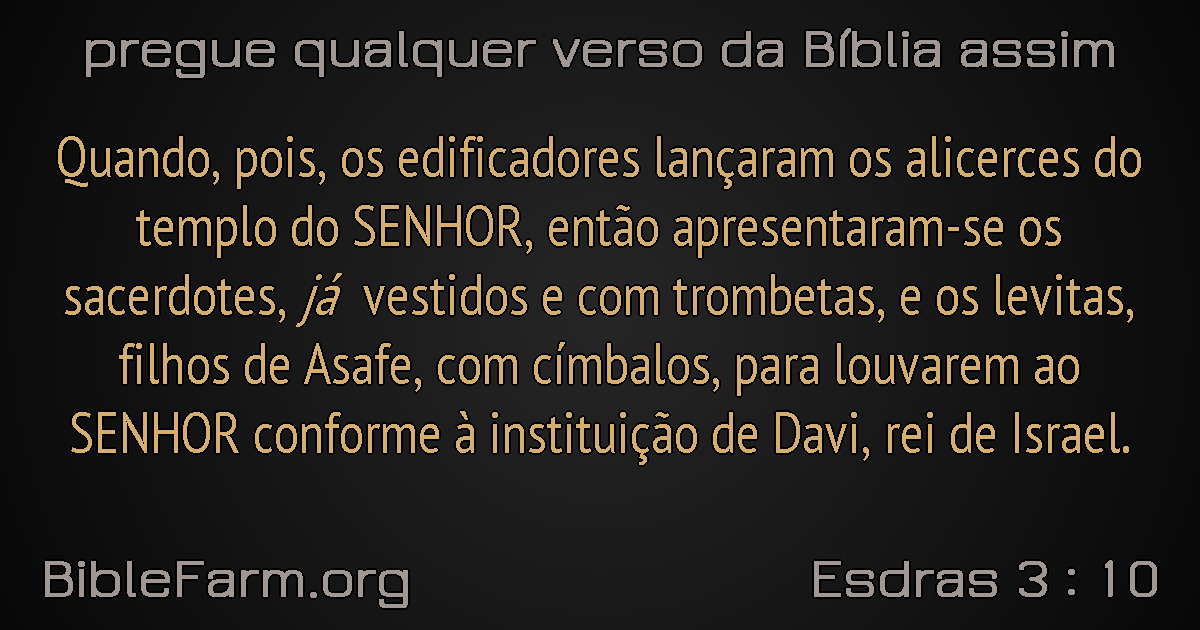 pregue qualquer verso da Bíblia assim
Quando, pois, os edificadores lançaram os alicerces do
templo do SENHOR, então apresentaram-se os
sacerdotes, já vestidos e com trombetas, e os levitas,
filhos de Asafe, com címbalos, para louvarem ao
SENHOR conforme à instituição de Davi, rei de Israel.
BibleFarm.org
Esdras 3 : 10